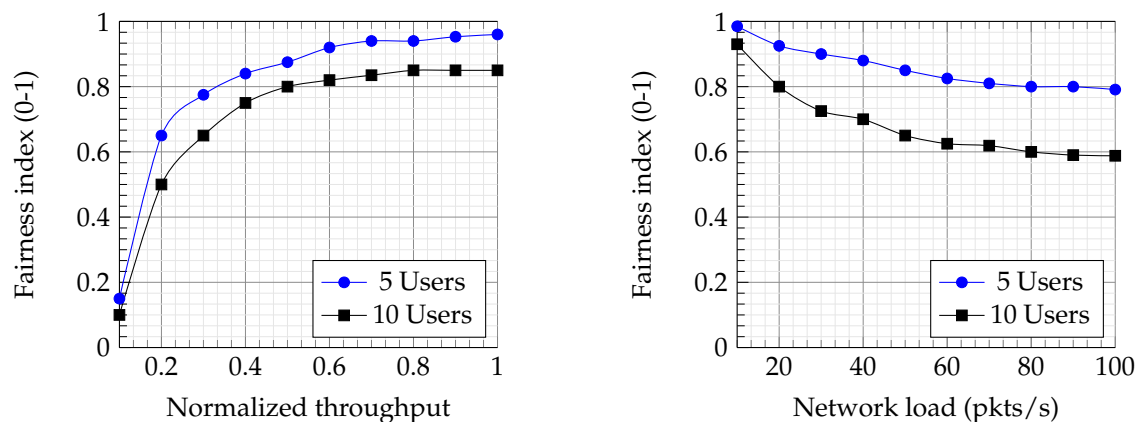 Fairness index (0-1)
1
0.8
0.6
0.4
0.2
0
0.2
0.4
0.6
0.8
1
Normalized throughput
5 Users
10 Users
Fairness index (0-1)
1
0.8
0.6
0.4
0.2
0
20
40
60
80
100
Network load (pkts/s)
5 Users
10 Users